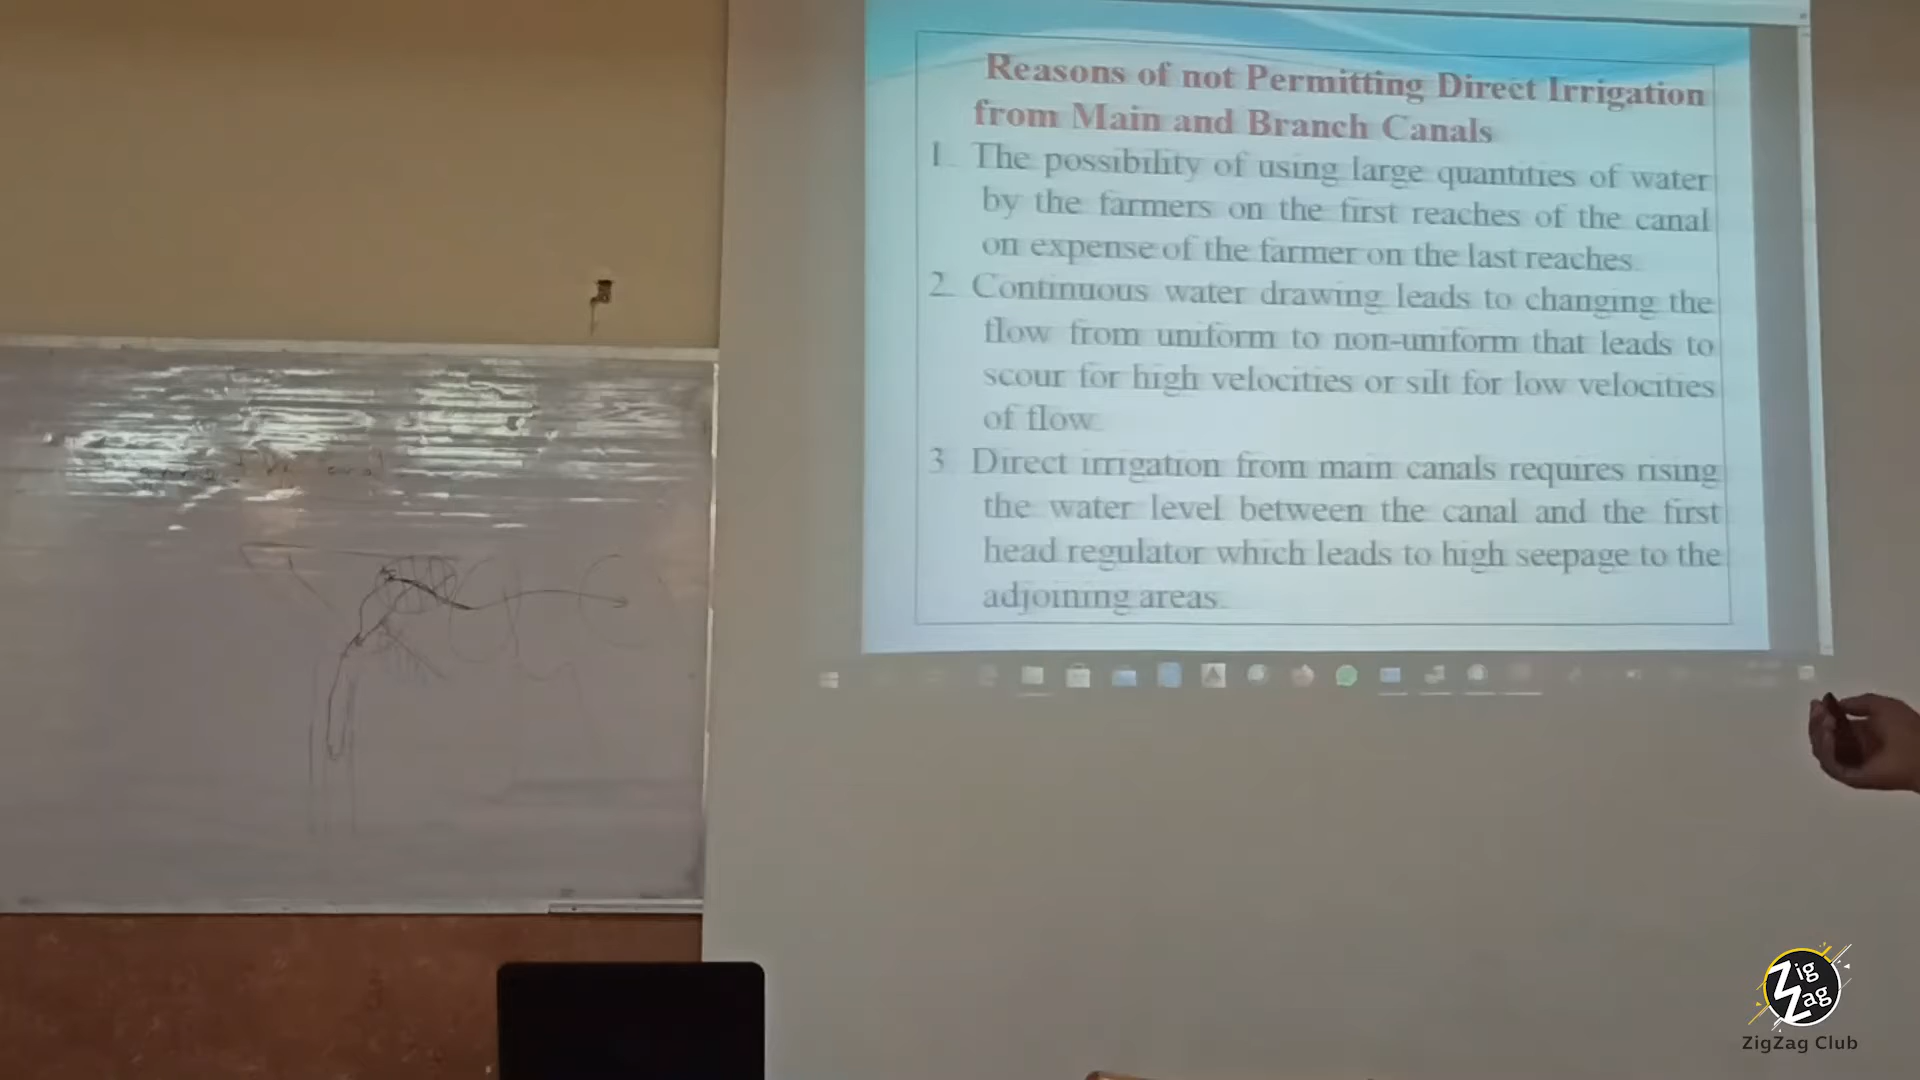 Reasons of not Permitting Direct Irrigation
from Main and Branch Canals
1. The possibility of using large quantities of water
by the farmers on the first reaches of the canal
on expense of the farmer on the last reaches.
2. Continuous water drawing leads to changing the
flow from uniform to non-uniform that leads to
scour for high velocities or silt for low velocities
of flow.
3. Direct irrigation from main canals requires rising
the water level between the canal and the first
head regulator which leads to high seepage to the
adjoining areas.
Zig
Zag
ZigZag Club